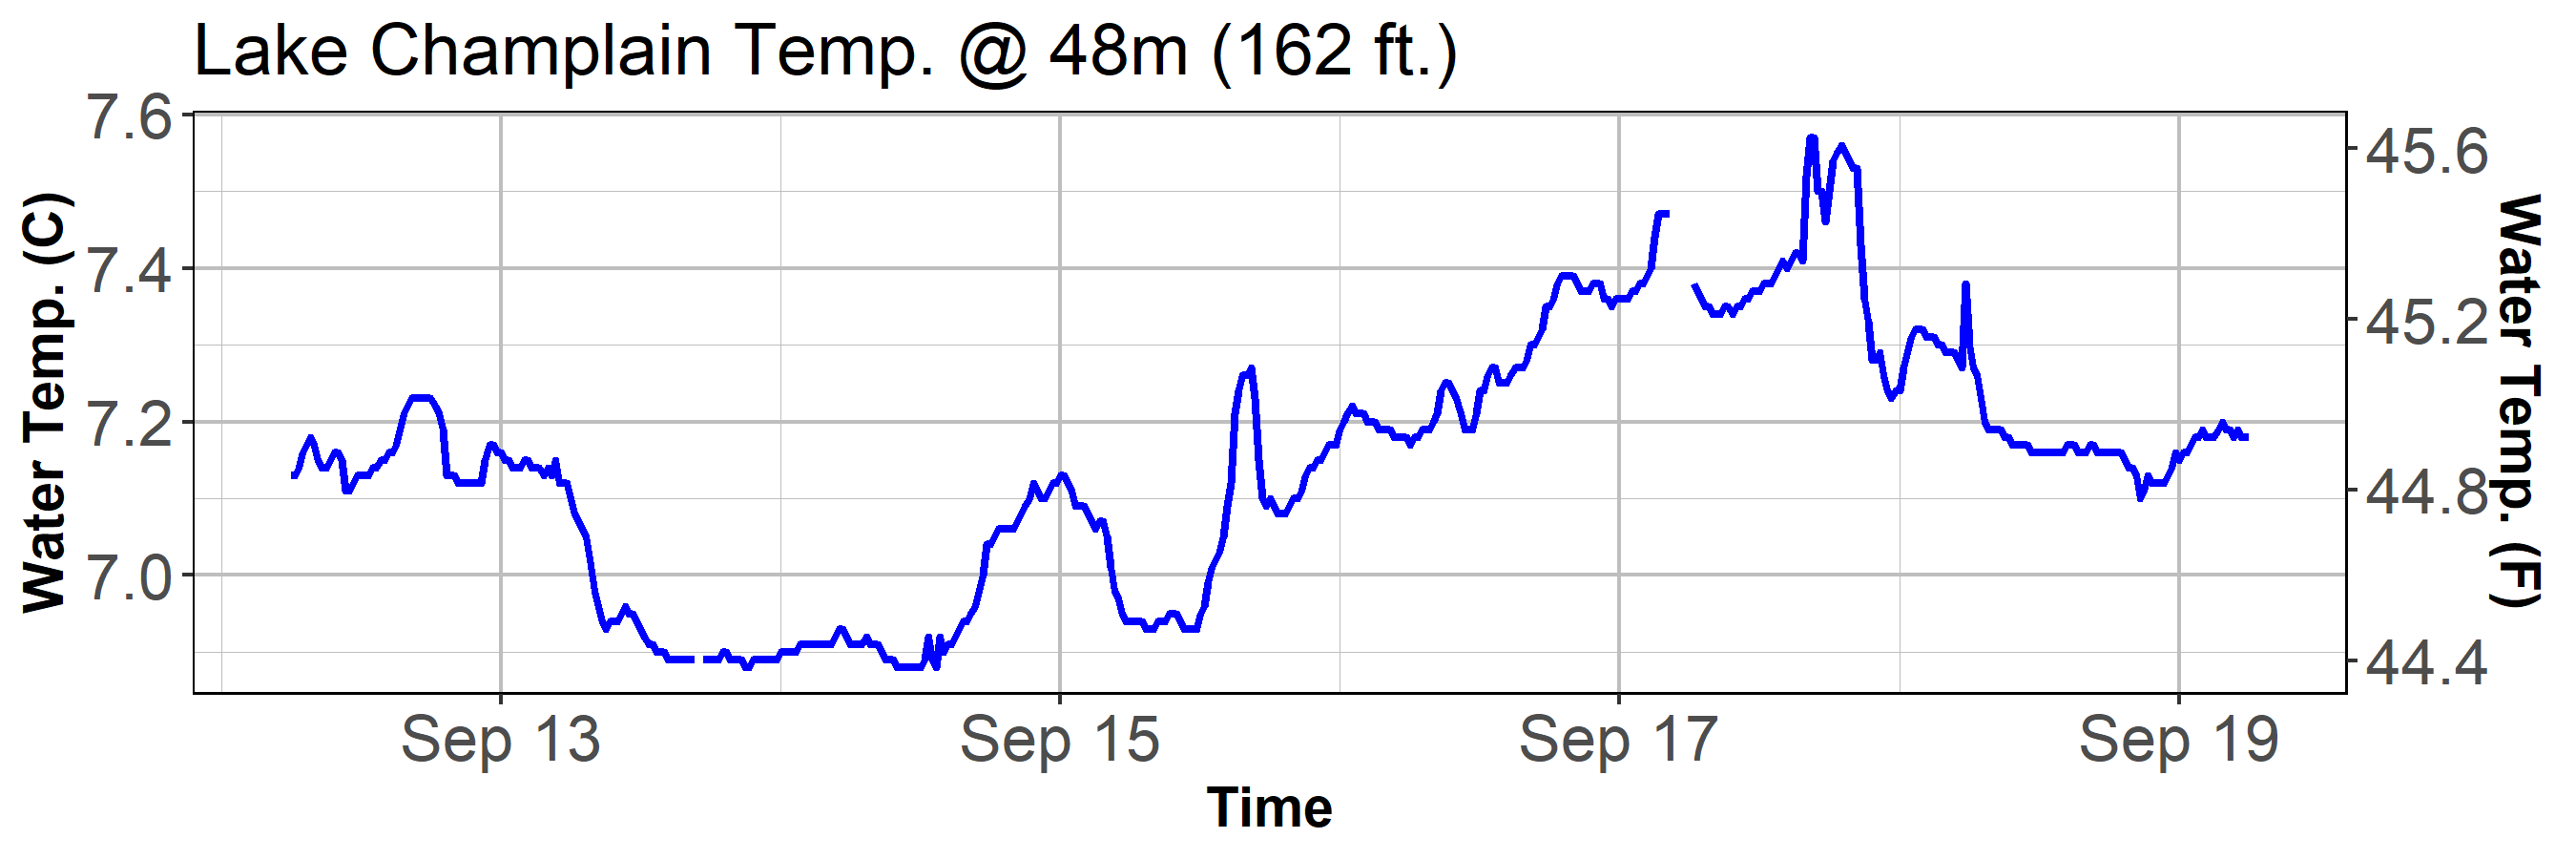 Lake Champlain Temp. @ 48m (162 ft.)
Water Temp. (C)
7.6
7.4
7.2
7.0
45.6
45.2
44.8
44.4
Water Temp. (F)
Sep 13 Sep 15 Sep 17 Sep 19
Time